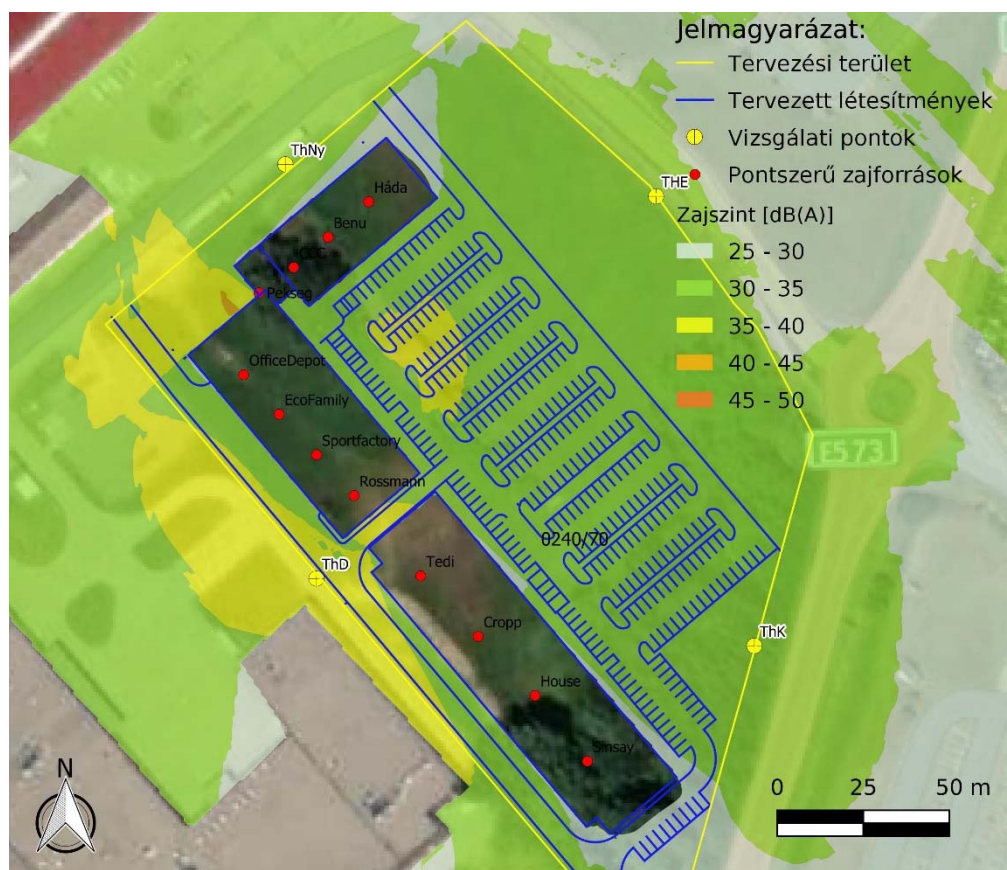 Jelmagyarázat:
Tervezési terület
Tervezett létesítmények
Vizsgálati pontok
Pontszerű zajforrások
Zajszint [dB(A)]
25 - 30
30 - 35
35 - 40
40 - 45
45 - 50
ThNy
THE
Háda
Benu
Pekseg
OfficeDepot
EcoFamily
Sportfactory
Rossmann
E573
0240/70
ThD
Tedi
Cropp
ThK
House
Sinsay
N
0 25 50 m